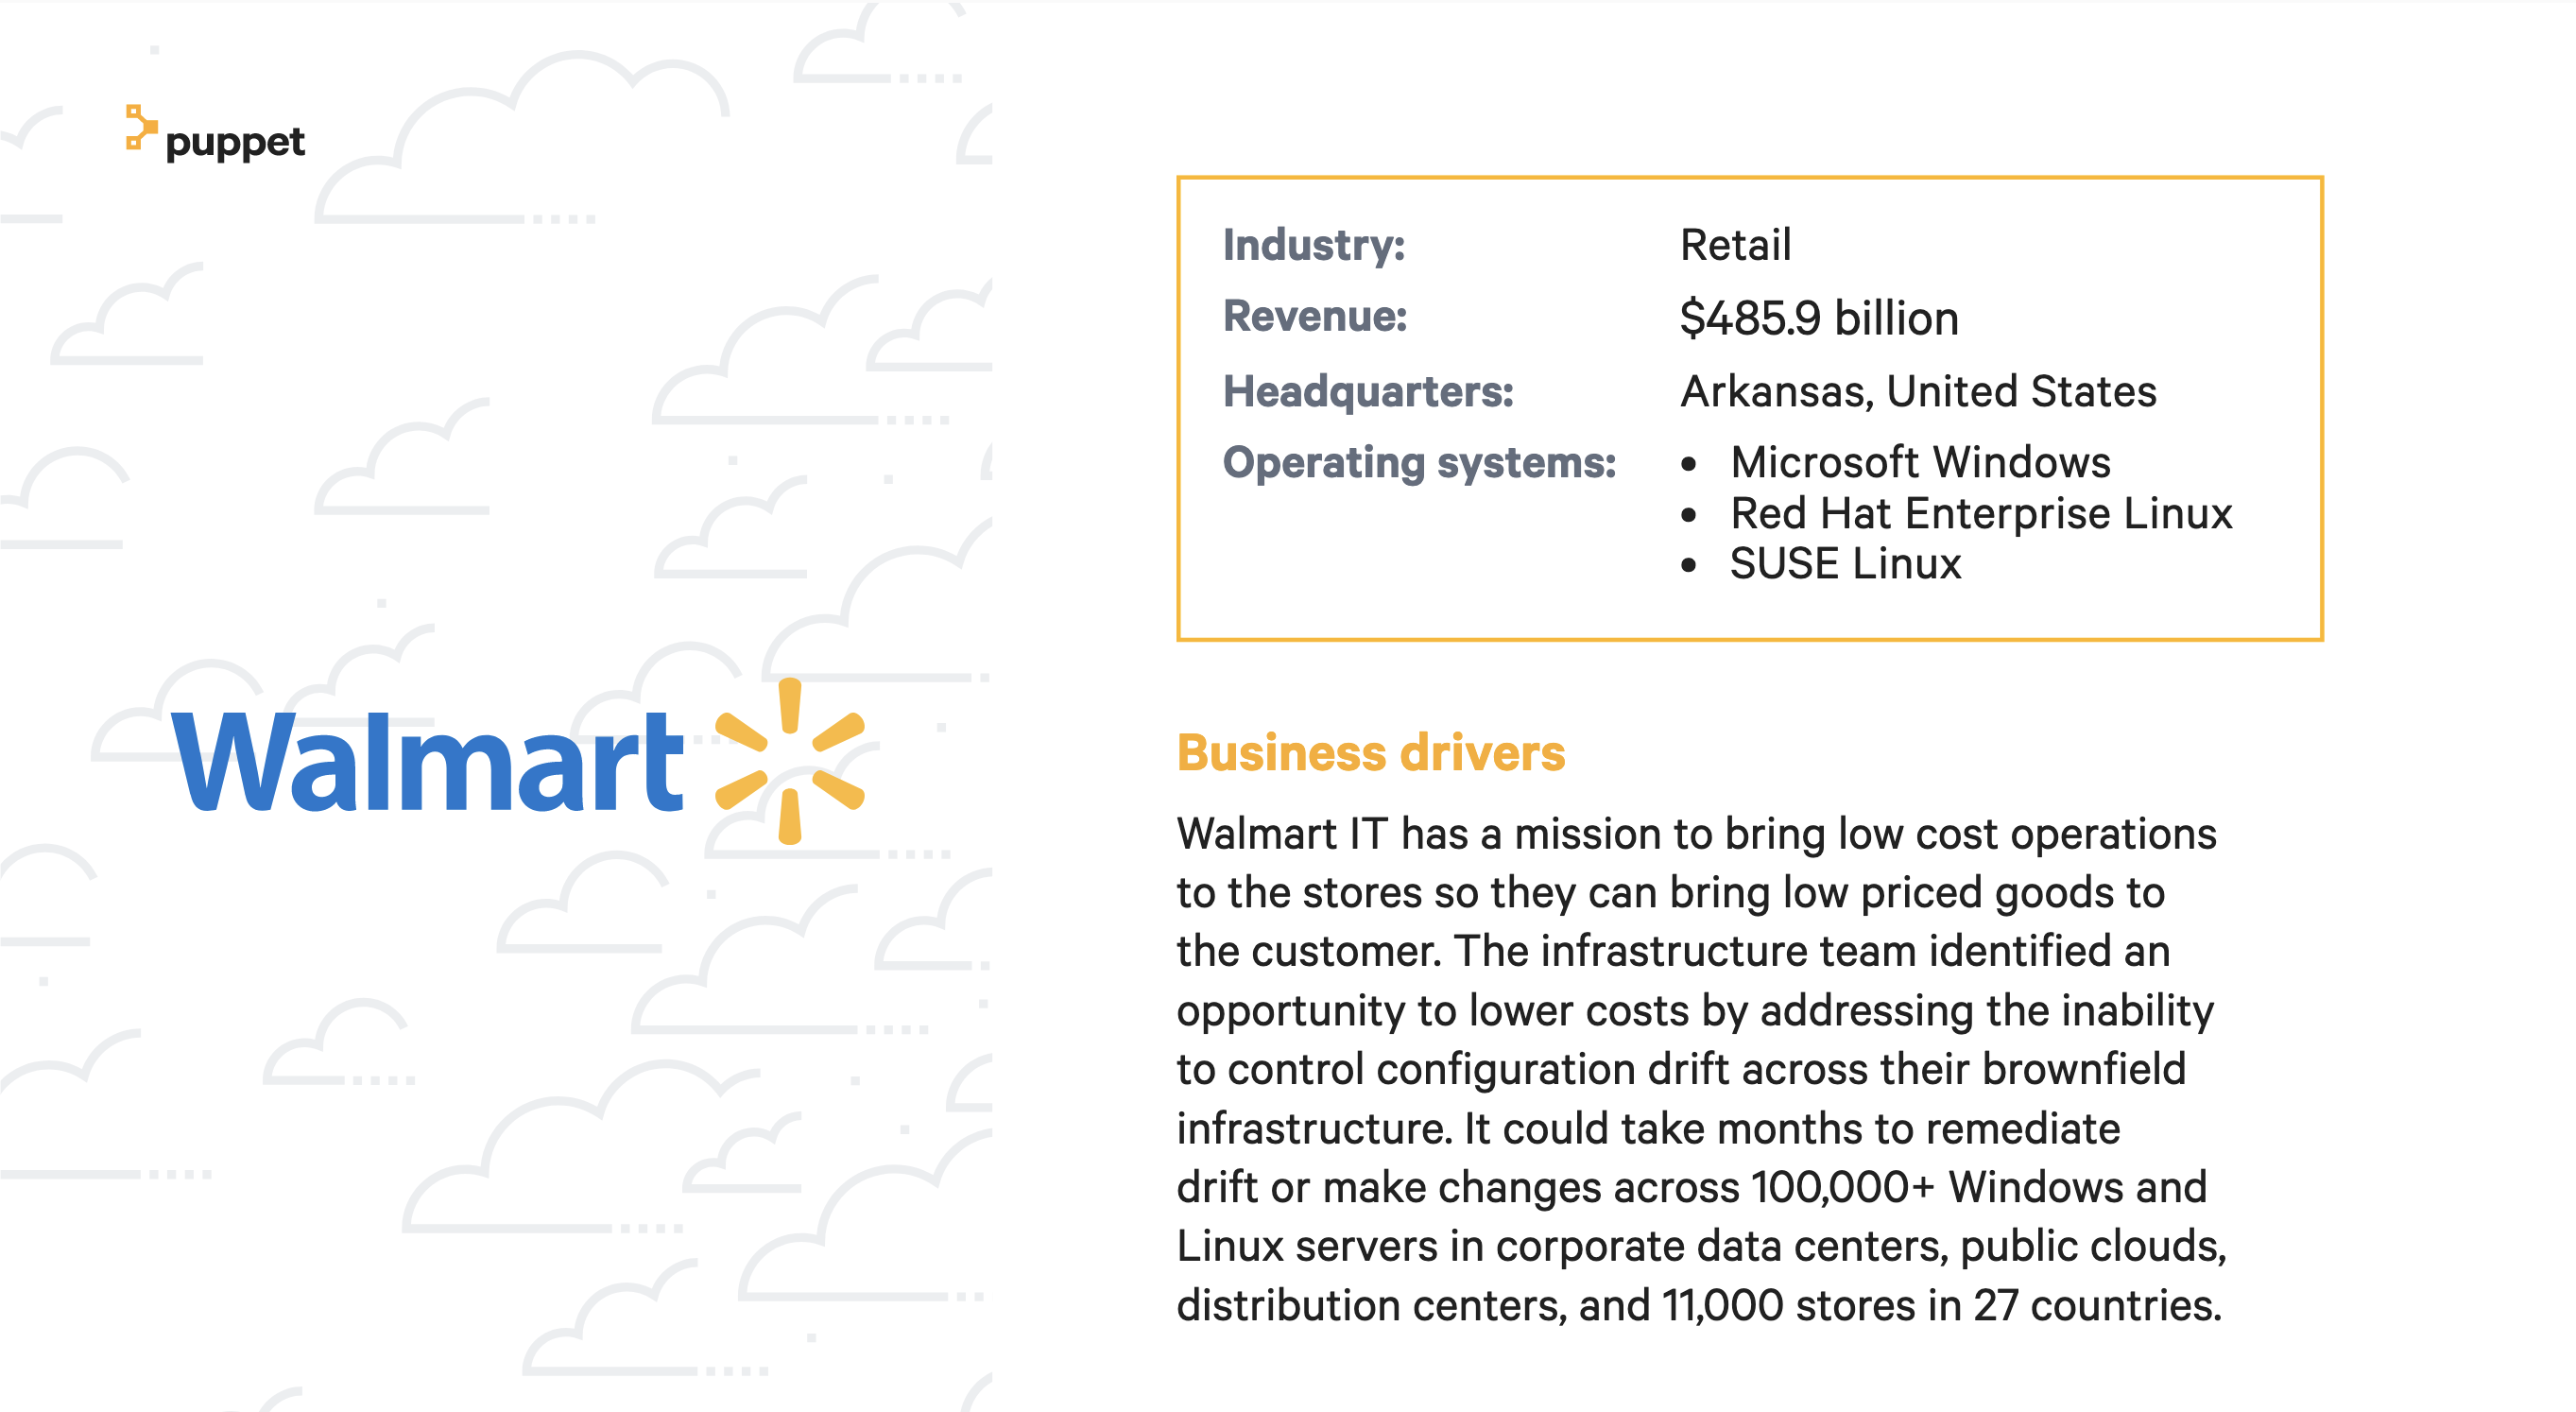 puppet
Walmart
Industry: Retail
Revenue: $485.9 billion
Headquarters: Arkansas, United States
Operating systems: • Microsoft Windows
• Red Hat Enterprise Linux
• SUSE Linux
Business drivers
Walmart IT has a mission to bring low cost operations
to the stores so they can bring low priced goods to
the customer. The infrastructure team identified an
opportunity to lower costs by addressing the inability
to control configuration drift across their brownfield
infrastructure. It could take months to remediate
drift or make changes across 100,000+ Windows and
Linux servers in corporate data centers, public clouds,
distribution centers, and 11,000 stores in 27 countries.